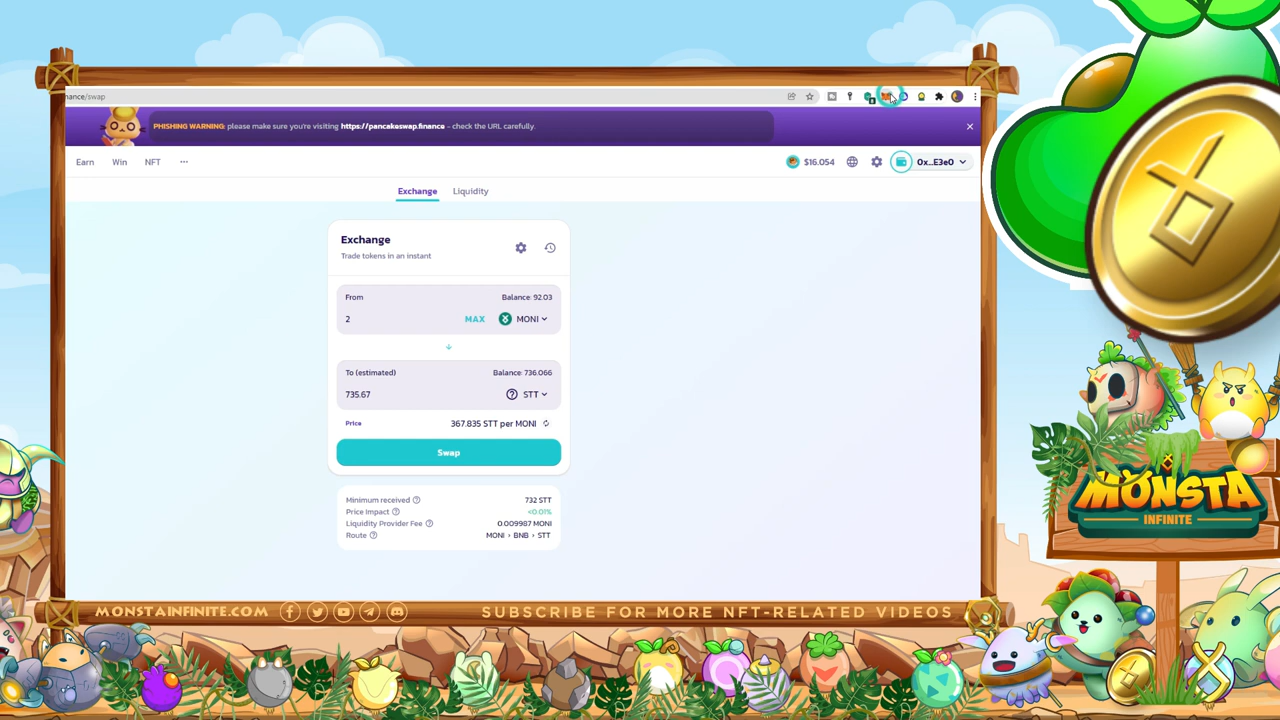 nance/swap
PHISHING WARNING: please make sure you're visiting https://pancakeswap.finance - check the URL carefully.
Earn Win NFT
$16.054 0x...E3e0
Exchange Liquidity
Exchange
Trade tokens in an instant
From Balance: 92.03
2 MAX MONI
To (estimated) Balance: 736.066
735.67 STT
Price 367.835 STT per MONI
Swap
Minimum received 732 STT
Price Impact +0.01%
Liquidity Provider Fee 0.009987 MONI
Route MONI > BNB > STT
MONSTA
INFINITE
MONSTAINFINITE.COM
SUBSCRIBE FOR MORE NFT-RELATED VIDEOS